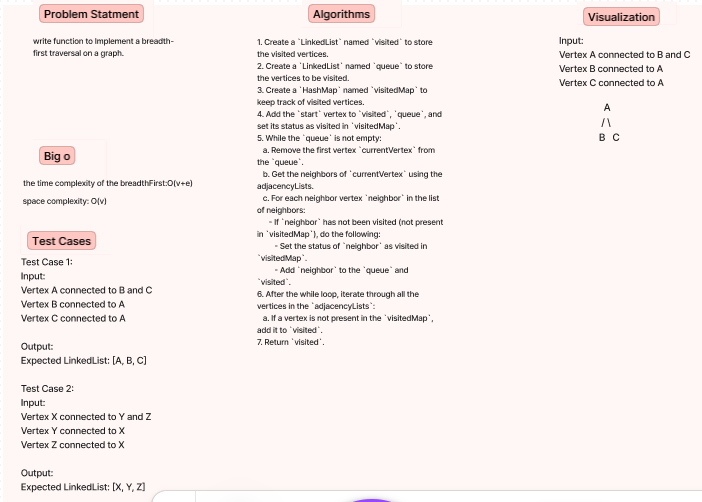 Problem Statment
write function to Implement a breadth-
first traversal on a graph.
Big o
the time complexity of the breadthFirst:O(v+e)
space complexity: O(v)
Test Cases
Test Case 1:
Input:
Vertex A connected to B and C
Vertex B connected to A
Vertex C connected to A
Output:
Expected LinkedList: [A, B, C]
Test Case 2:
Input:
Vertex X connected to Y and Z
Vertex Y connected to X
Vertex Z connected to X
Output:
Expected LinkedList: [X, Y, Z]
Algorithms
1. Create a `LinkedList` named `visited` to store
the visited vertices.
2. Create a `LinkedList` named `queue` to store
the vertices to be visited.
3. Create a `HashMap` named `visitedMap` to
keep track of visited vertices.
4. Add the `start` vertex to `visited`, `queue`, and
set its status as visited in `visitedMap`.
5. While the `queue` is not empty:
a. Remove the first vertex `currentVertex` from
the `queue`.
b. Get the neighbors of `currentVertex` using the
adjacencyLists.
c. For each neighbor vertex `neighbor` in the list
of neighbors:
- If `neighbor` has not been visited (not present
in `visitedMap`), do the following:
- Set the status of `neighbor` as visited in
`visitedMap`.
- Add `neighbor` to the `queue` and
`visited`.
6. After the while loop, iterate through all the
vertices in the `adjacencyLists`:
a. If a vertex is not present in the `visitedMap`,
add it to `visited`.
7. Return `visited`.
Visualization
Input:
Vertex A connected to B and C
Vertex B connected to A
Vertex C connected to A
A
/ \
B C